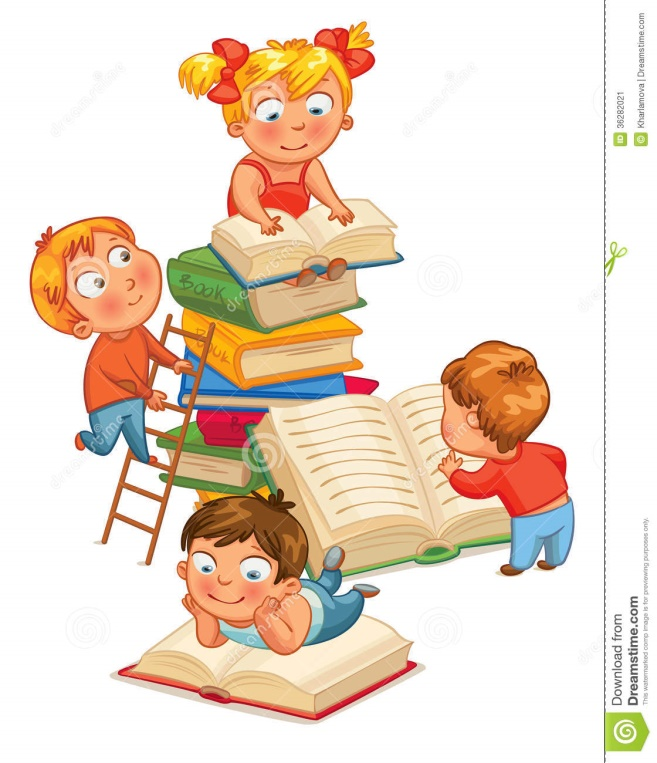 BOOK
BOOK
B
dreamstime
Download from
Dreamstime.com
This watermarked comp image is for previewing purposes only.
ID 36282021
© Kharlamova | Dreamstime.com